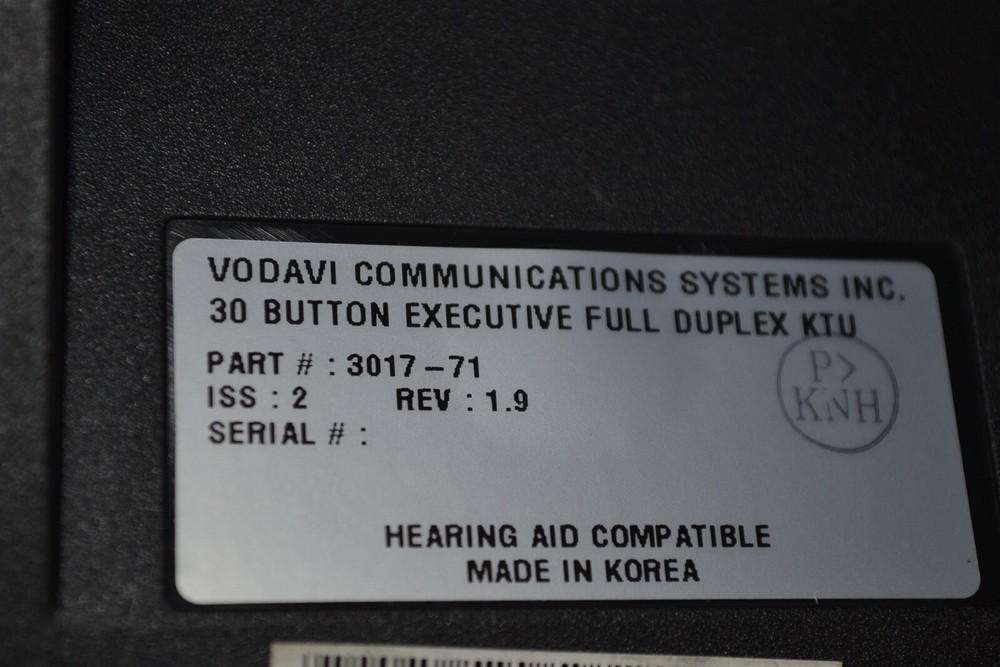 VODAVI COMMUNICATIONS SYSTEMS INC.
30 BUTTON EXECUTIVE FULL DUPLEX KTU
PART # : 3017-71
ISS : 2 REV : 1.9
SERIAL # :
P>
KNH
HEARING AID COMPATIBLE
MADE IN KOREA